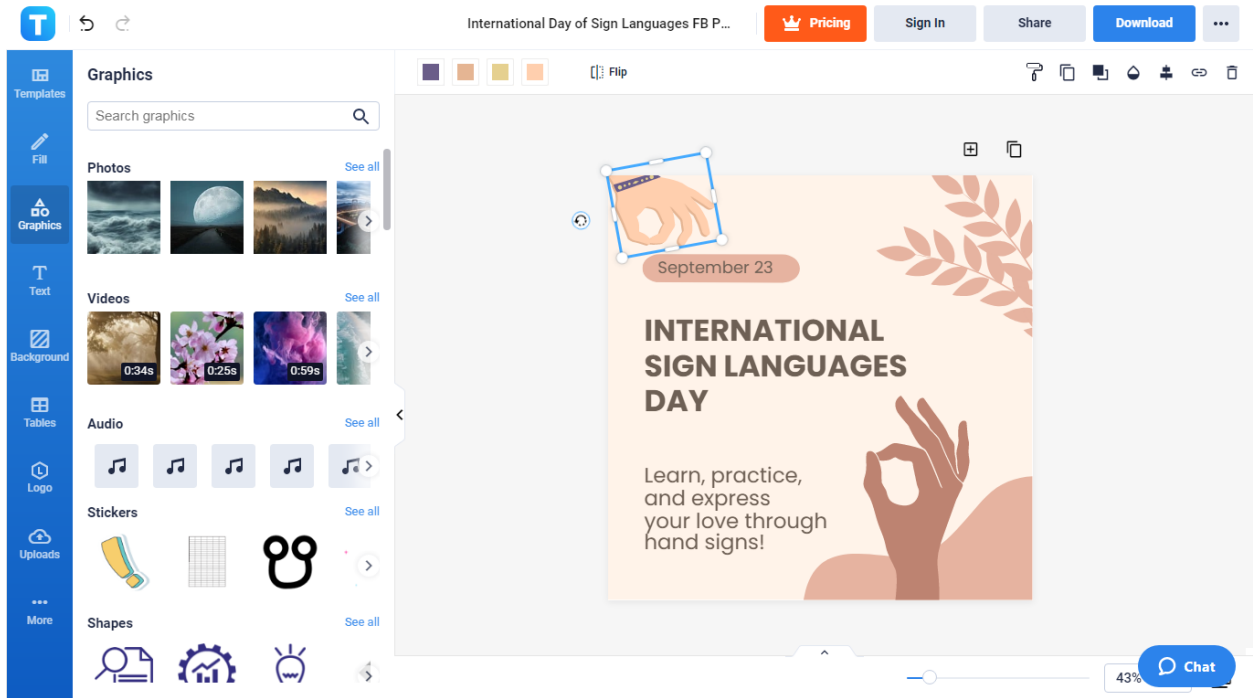 T
International Day of Sign Languages FB P...
Pricing
Sign In
Share
Download
Templates
Fill
Graphics
Text
Background
Tables
Logo
Uploads
More
Graphics
Search graphics
Photos
See all
Videos
See all
0:34s
0:25s
0:59s
Audio
See all
Stickers
See all
Shapes
See all
Flip
September 23
INTERNATIONAL
SIGN LANGUAGES
DAY
Learn, practice,
and express
your love through
hand signs!
43%
Chat